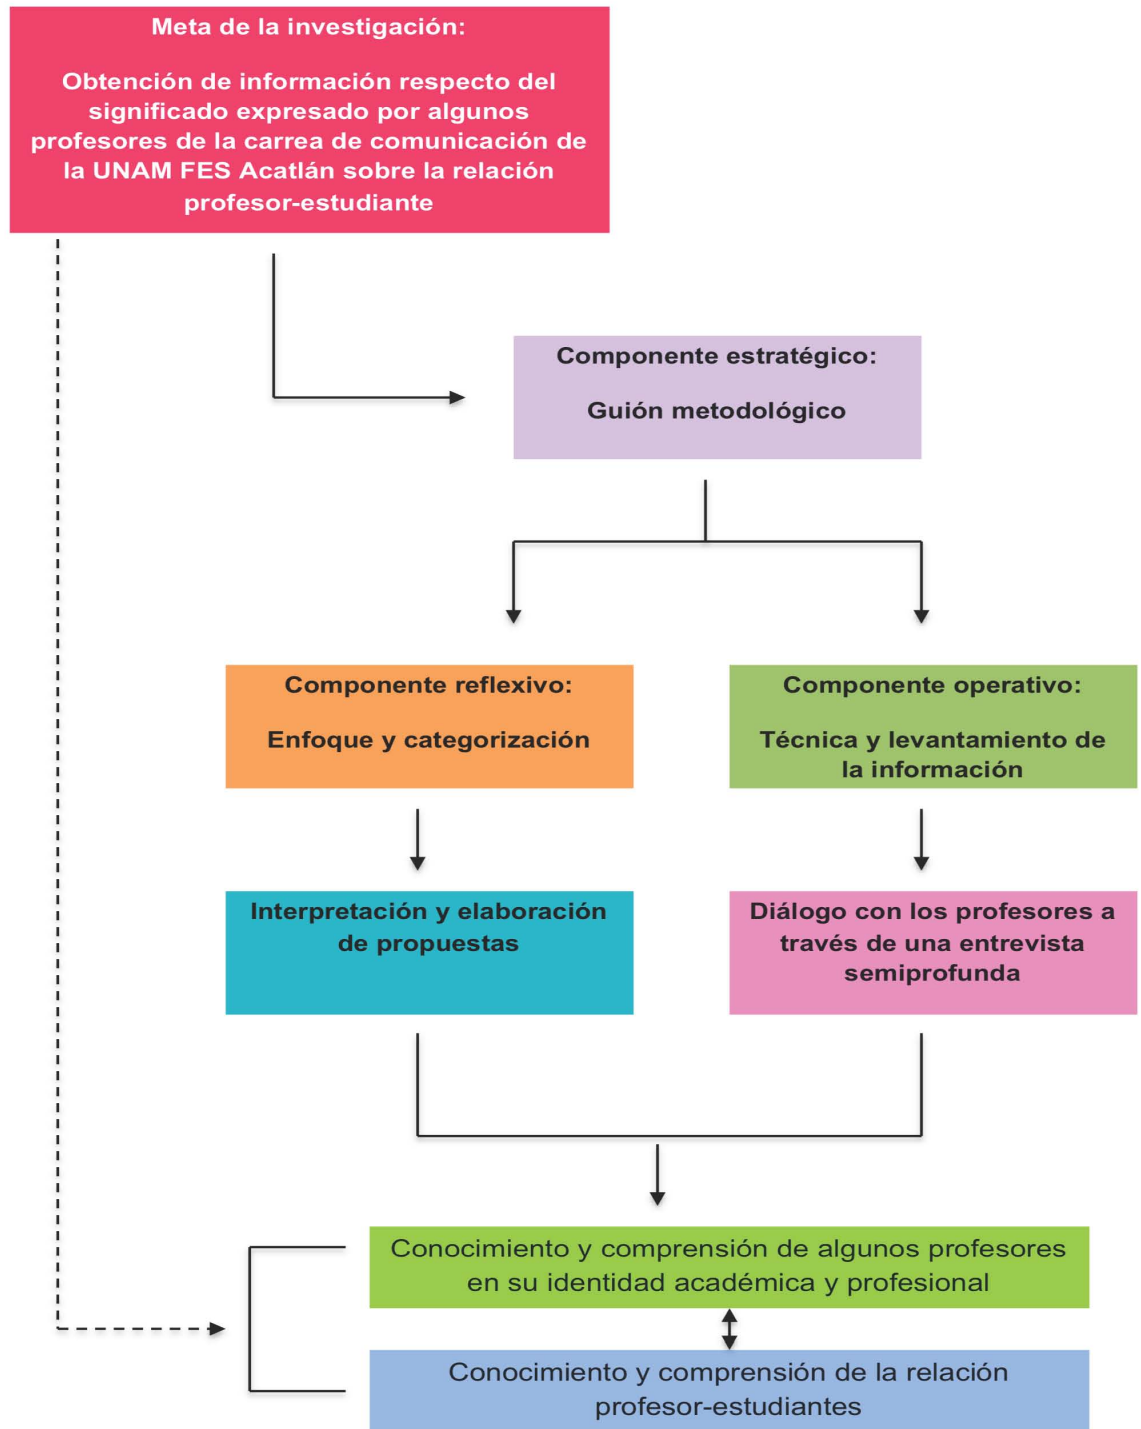 Meta de la investigación:
Obtención de información respecto del
significado expresado por algunos
profesores de la carrea de comunicación de
la UNAM FES Acatlán sobre la relación
profesor-estudiante
Componente estratégico:
Guión metodológico
Componente reflexivo:
Enfoque y categorización
Componente operativo:
Técnica y levantamiento de
la información
Interpretación y elaboración
de propuestas
Diálogo con los profesores a
través de una entrevista
semiprofunda
Conocimiento y comprensión de algunos profesores
en su identidad académica y profesional
Conocimiento y comprensión de la relación
profesor-estudiantes